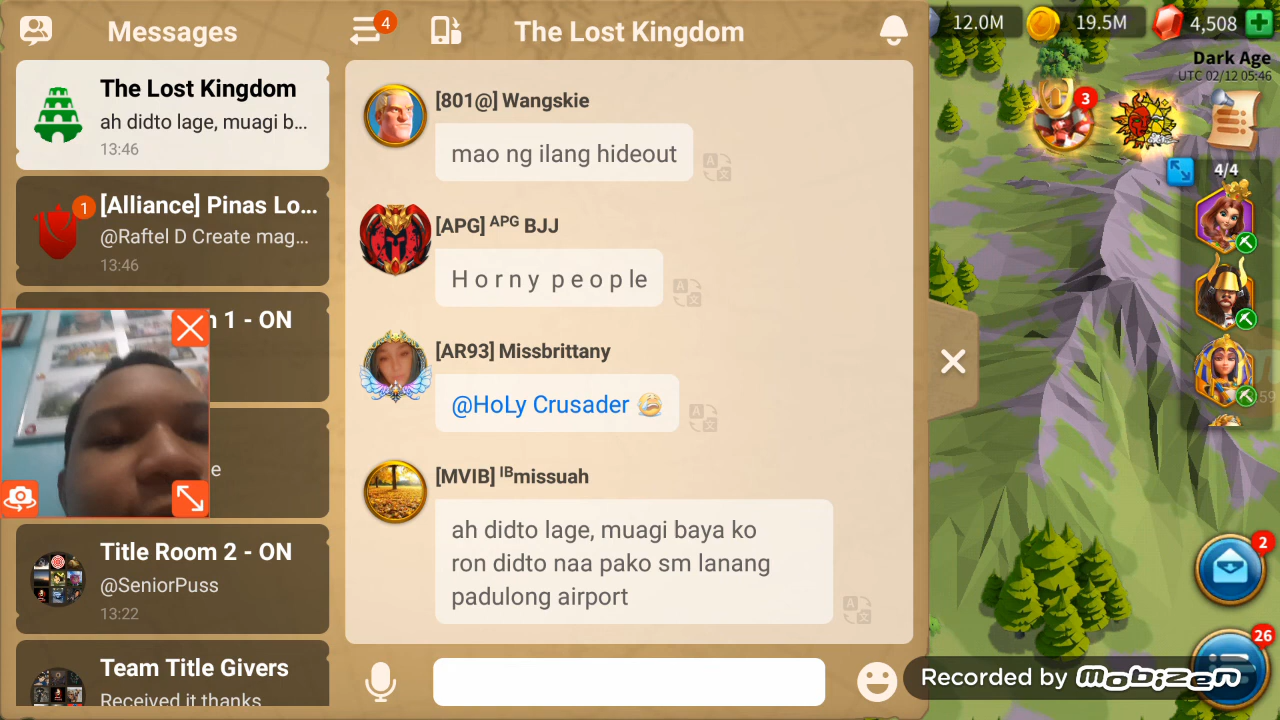 Messages
The Lost Kingdom
ah didto lage, muagi b...
13:46
1
[Alliance] Pinas Lo...
@Raftel D Create mag...
13:46
1 - ON
e
Title Room 2 - ON
@SeniorPuss
13:22
Team Title Givers
Received it thanks
4
The Lost Kingdom
[801@] Wangskie
mao ng ilang hideout
[APG] APG BJJ
H o r n y p e o p le
[AR93] Missbrittany
@HoLy Crusader
[MVIB] IBmissuah
ah didto lage, muagi baya ko
ron didto naa pako sm lanang
padulong airport
12.0M
19.5M
4,508
Dark Age
UTC 02/12 05:46
3
4/4
59
2
26
Recorded by Mobizen